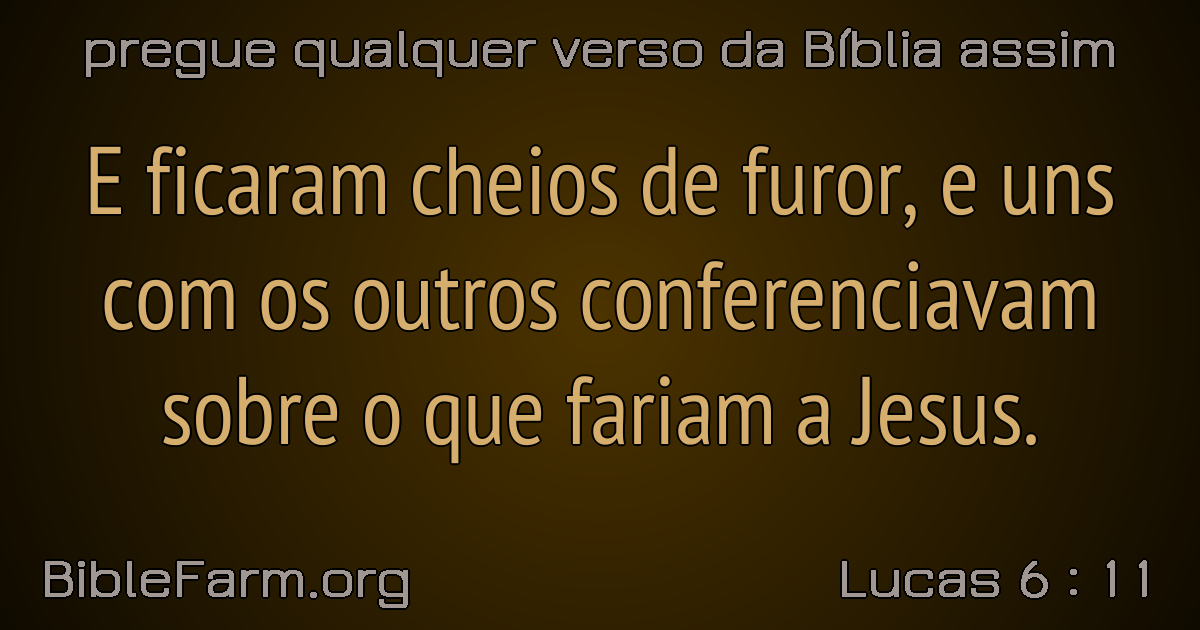 pregue qualquer verso da Bíblia assim
E ficaram cheios de furor, e uns
com os outros conferenciavam
sobre o que fariam a Jesus.
BibleFarm.org
Lucas 6 : 11